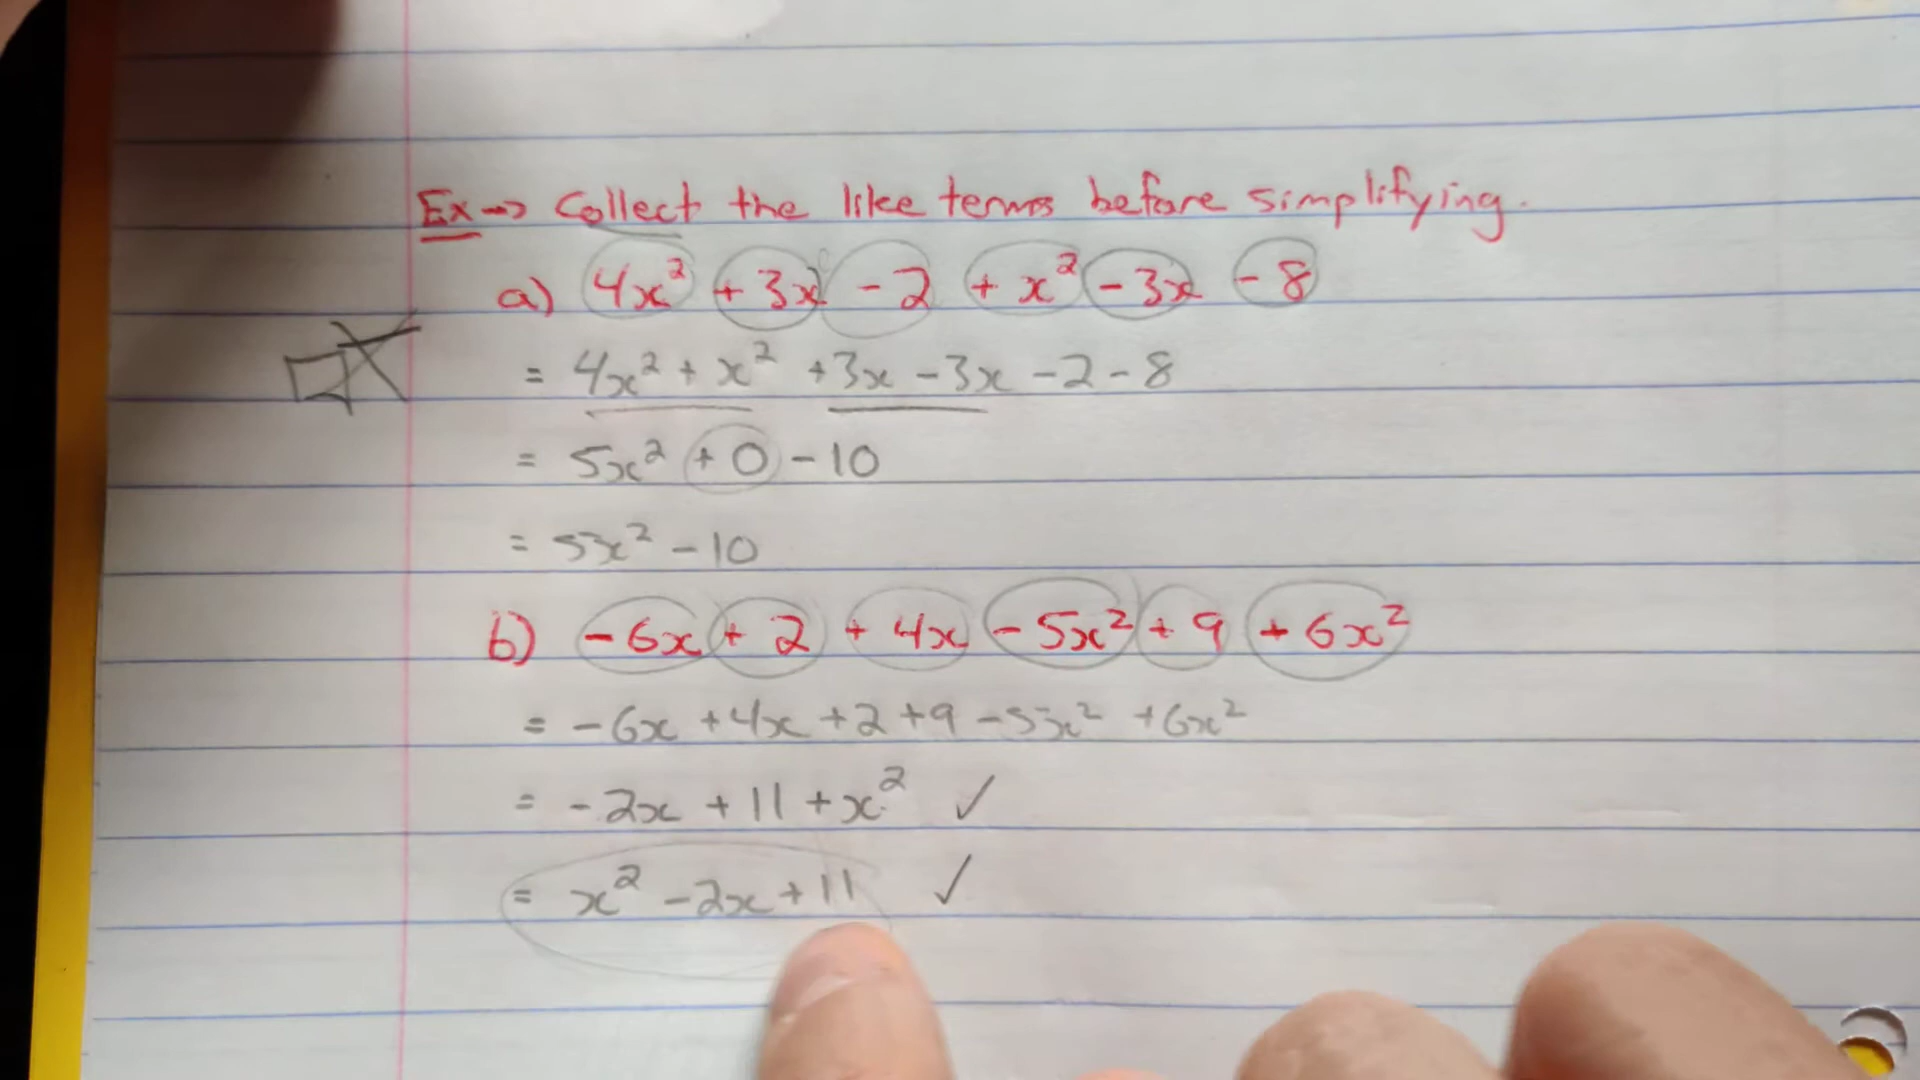 Ex → Collect the like terms before simplifying.
a) 4x² + 3x - 2 + x² - 3x - 8
= 4x² + x² + 3x - 3x - 2 - 8
= 5x² + 0 - 10
= 5x² - 10
b) - 6x + 2 + 4x - 5x² + 9 + 6x²
= - 6x + 4x + 2 + 9 - 5x² + 6x²
= - 2x + 11 + x² ✓
= x² - 2x + 11 ✓